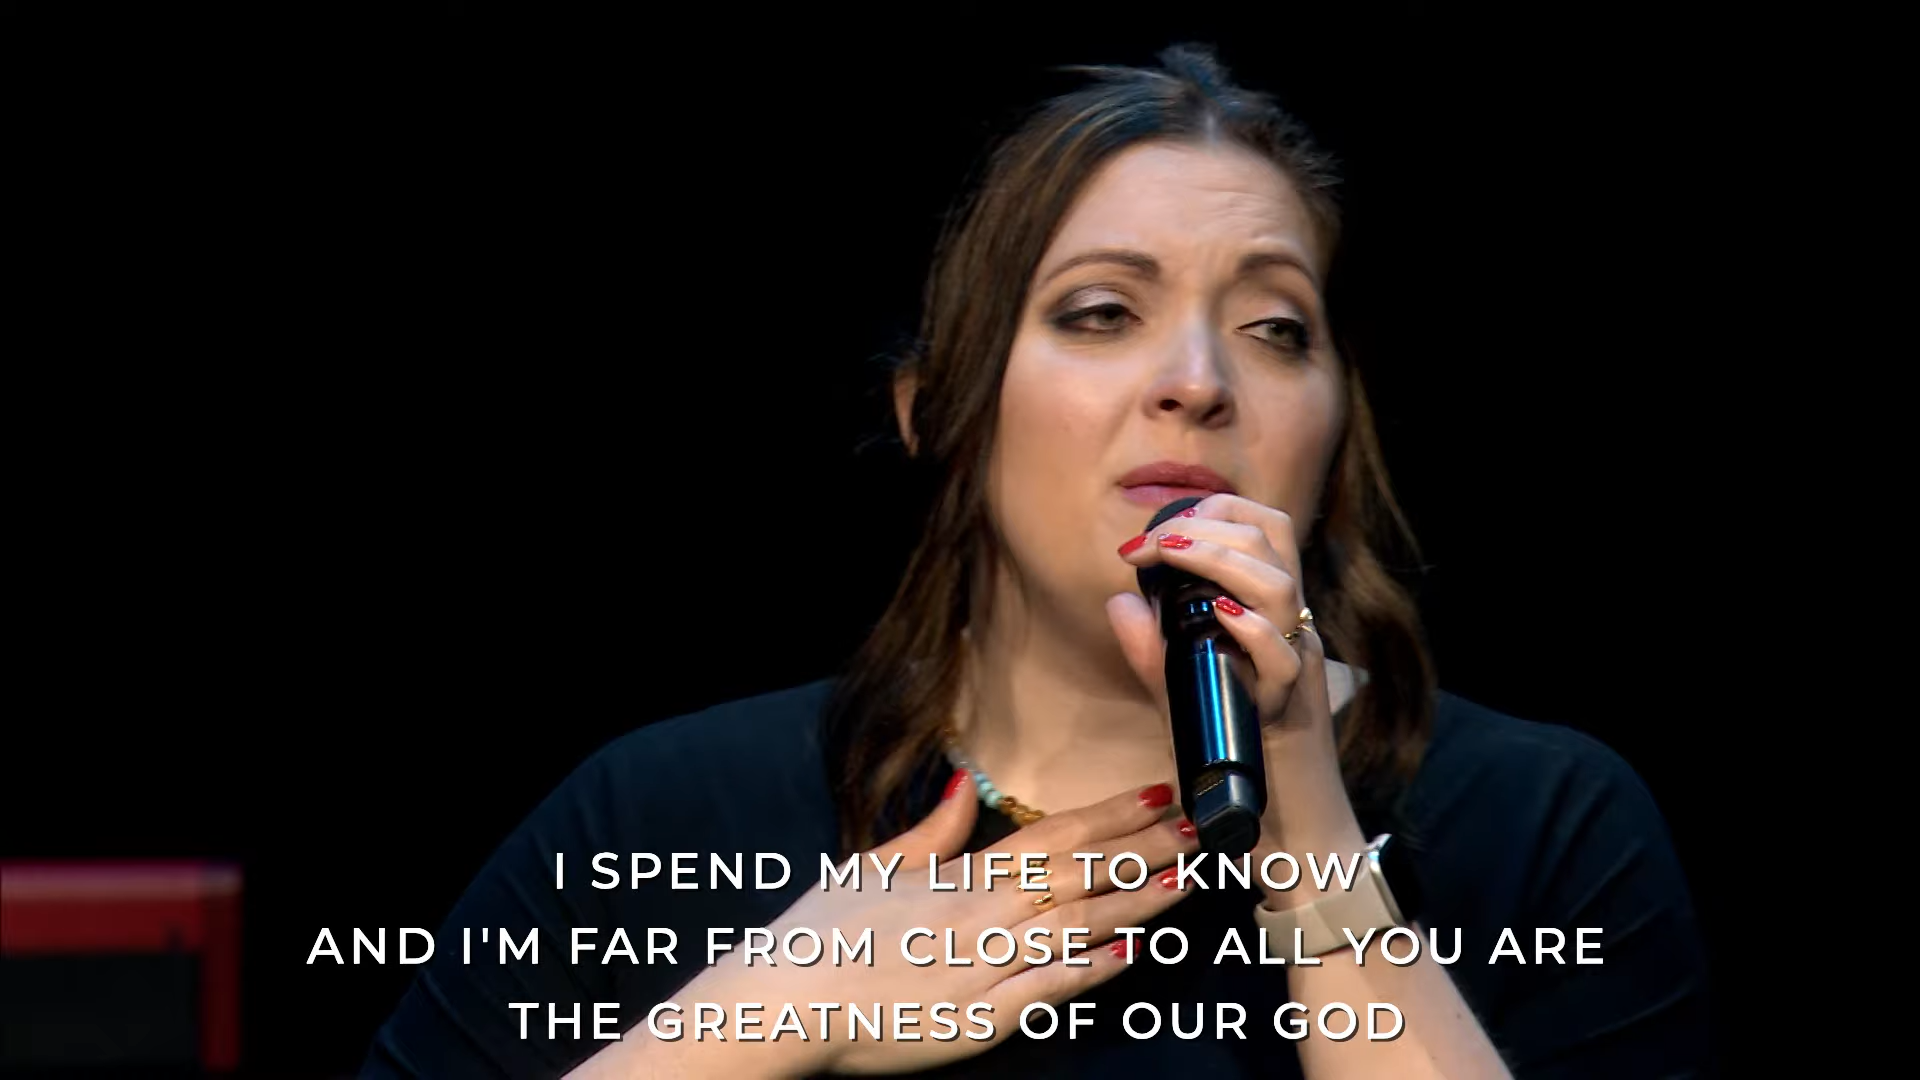 I SPEND MY LIFE TO KNOW
AND I'M FAR FROM CLOSE TO ALL YOU ARE
THE GREATNESS OF OUR GOD